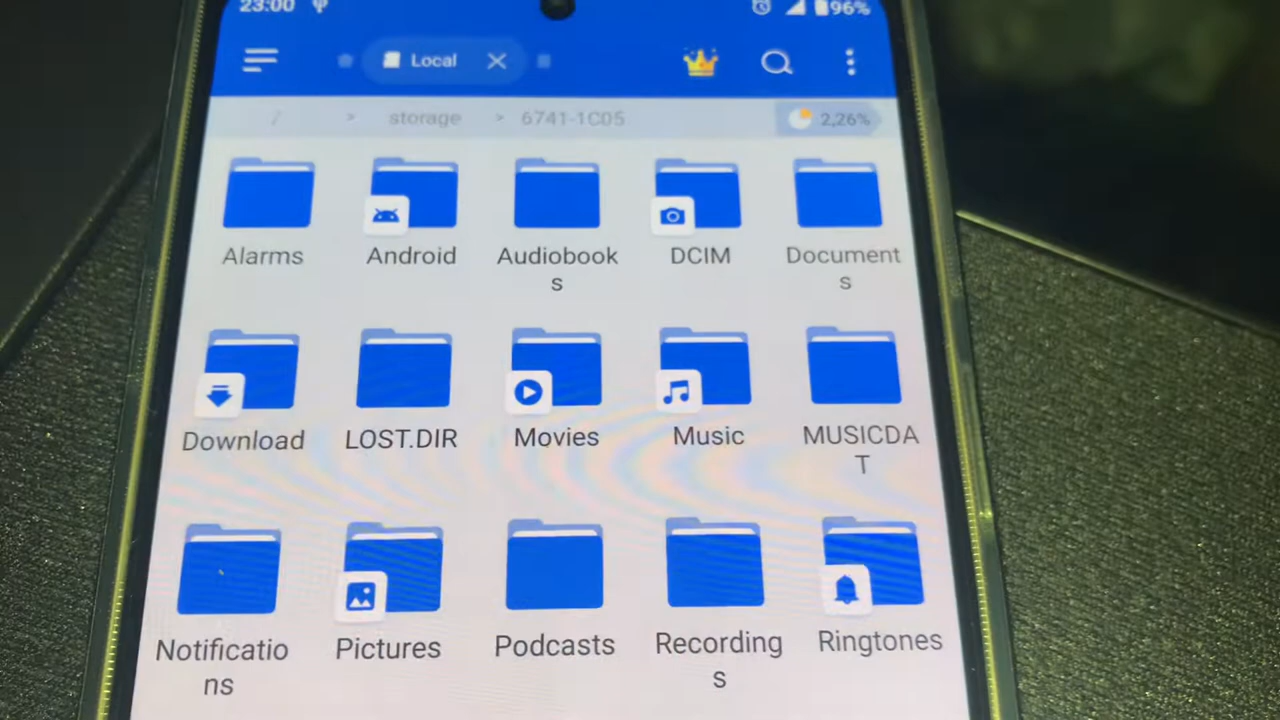 23:00 96%
Local
/ > storage > 6741-1C05 2,26%
Alarms Android Audiobook DCIM Document
s s
Download LOST.DIR Movies Music MUSICDA
T
Notificatio Pictures Podcasts Recording Ringtones
ns s